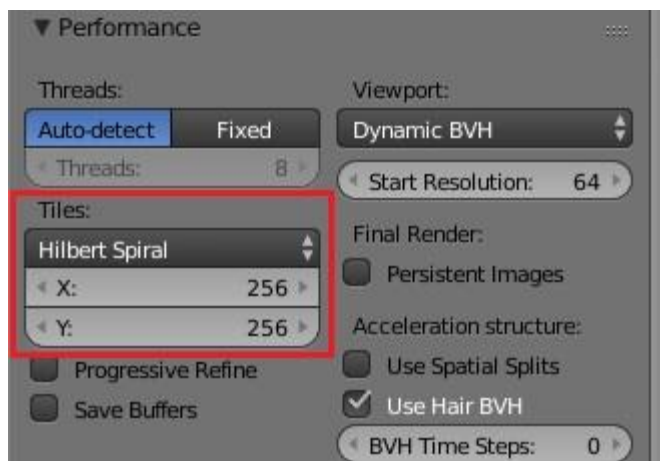 Performance
Threads:
Auto-detect Fixed
Threads: 8
Tiles:
Hilbert Spiral
X: 256
Y: 256
Progressive Refine
Save Buffers
Viewport:
Dynamic BVH
Start Resolution: 64
Final Render:
Persistent Images
Acceleration structure:
Use Spatial Splits
Use Hair BVH
BVH Time Steps: 0